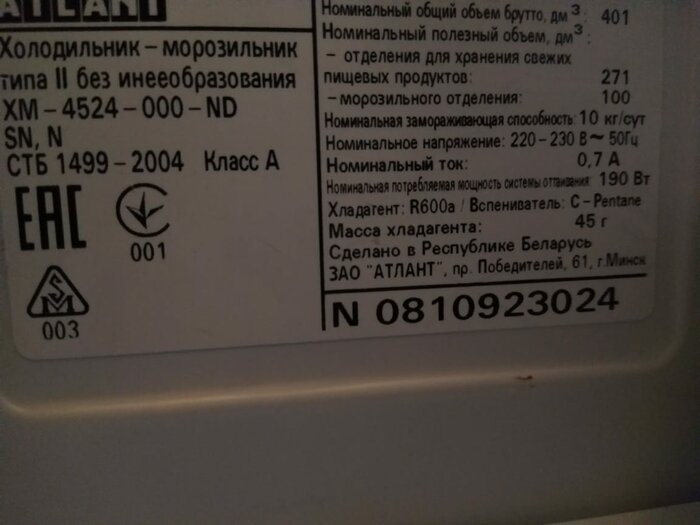 ATLANT
Холодильник – морозильник
типа II без инееобразования
ХМ – 4524 – 000 – ND
SN, N
СТБ 1499 – 2004 Класс А
ЕАС
001
003
Номинальный общий объем брутто, дм³: 401
Номинальный полезный объем, дм³:
– отделения для хранения свежих
пищевых продуктов: 271
– морозильного отделения: 100
Номинальная замораживающая способность: 10 кг/сут
Номинальное напряжение: 220 – 230 В ~ 50Гц
Номинальный ток: 0,7 А
Номинальная потребляемая мощность системы оттаивания: 190 Вт
Хладагент: R600a / Вспениватель: C – Pentane
Масса хладагента: 45 г
Сделано в Республике Беларусь
ЗАО "АТЛАНТ", пр. Победителей, 61, г.Минск
N 0810923024